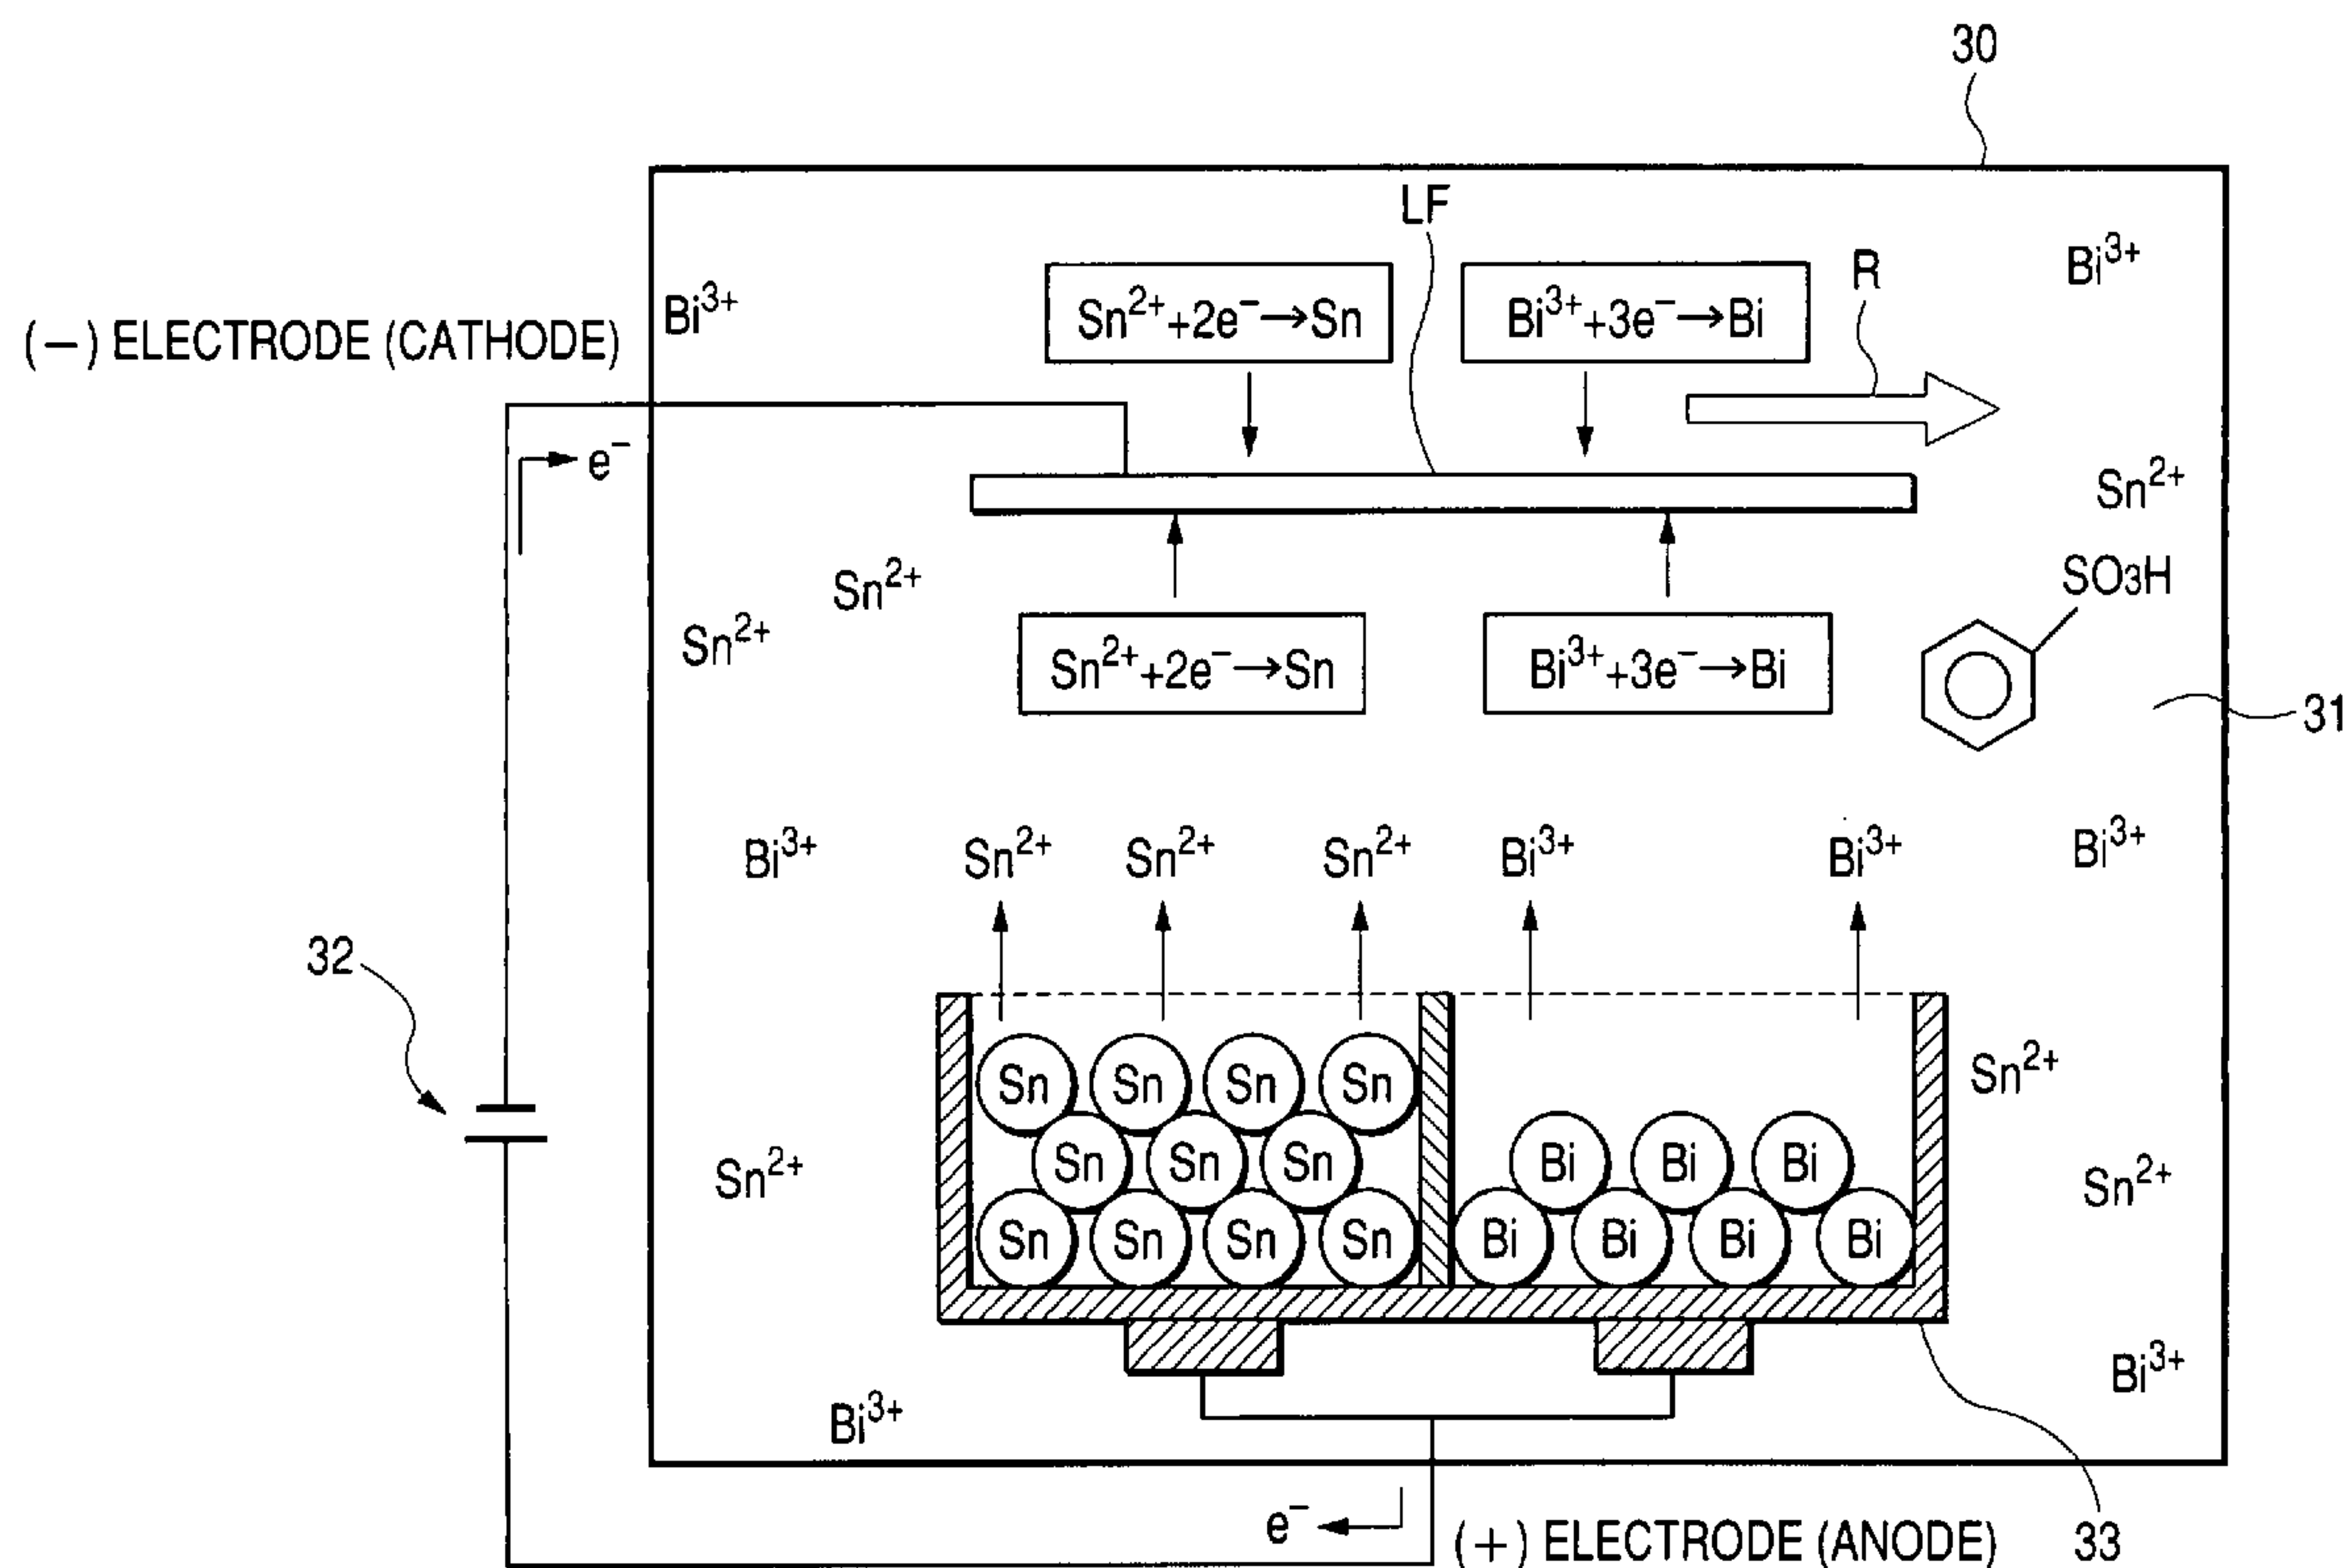 30
LF
R
Bi³⁺
Sn²⁺+2e⁻→Sn
Bi³⁺+3e⁻→Bi
Bi³⁺
(−) ELECTRODE (CATHODE)
e⁻
Sn²⁺
Sn²⁺
Sn²⁺
SO₃H
Sn²⁺+2e⁻→Sn
Bi³⁺+3e⁻→Bi
31
Bi³⁺
Sn²⁺
Sn²⁺
Sn²⁺
Bi³⁺
Bi³⁺
Bi³⁺
32
Sn Sn Sn Sn
Sn²⁺
Sn²⁺
Sn Sn Sn
Bi Bi Bi
Sn²⁺
Sn Sn Sn Sn
Bi Bi Bi Bi
Bi³⁺
Bi³⁺
e⁻
(+) ELECTRODE (ANODE)
33